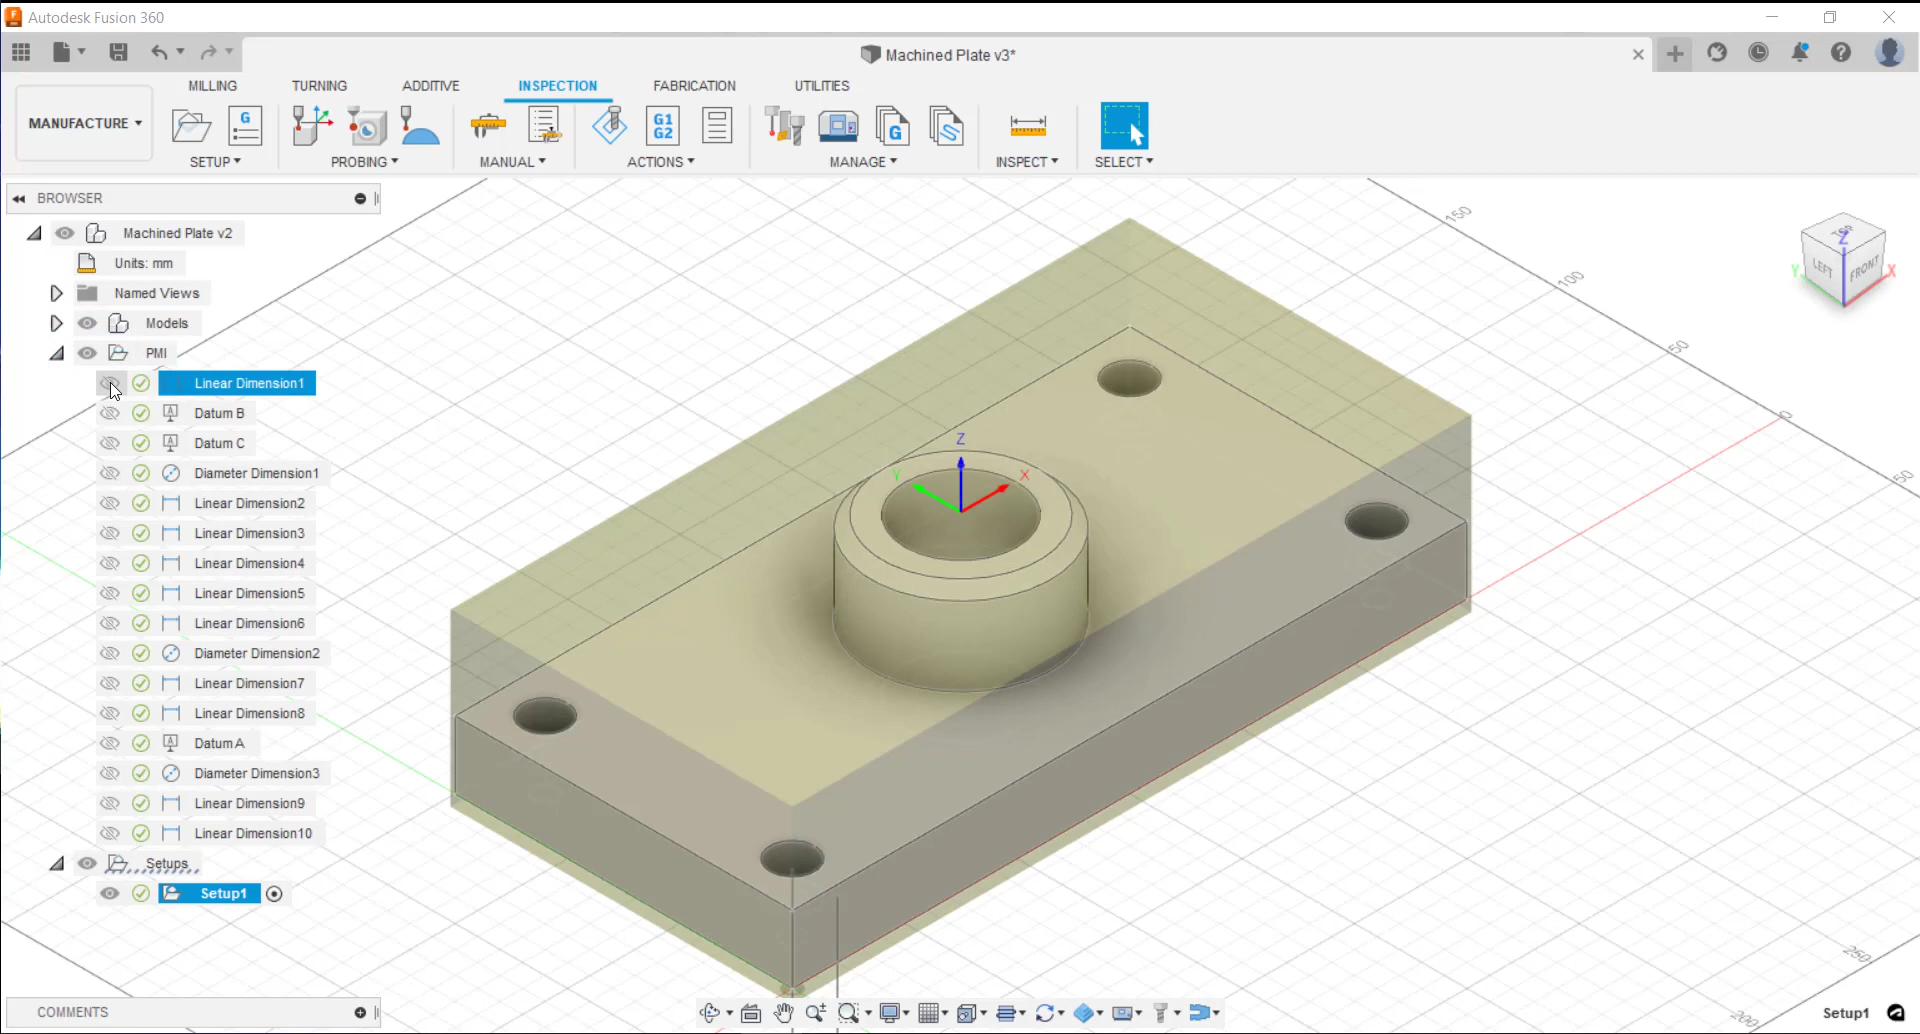 Autodesk Fusion 360
Machined Plate v3*
MILLING TURNING ADDITIVE INSPECTION FABRICATION UTILITIES
MANUFACTURE
G
G1
G2
G
SETUP PROBING MANUAL ACTIONS MANAGE INSPECT SELECT
BROWSER
Machined Plate v2
Units: mm
Named Views
Models
PMI
Linear Dimension1
Datum B
Datum C
Diameter Dimension1
Linear Dimension2
Linear Dimension3
Linear Dimension4
Linear Dimension5
Linear Dimension6
Diameter Dimension2
Linear Dimension7
Linear Dimension8
Datum A
Diameter Dimension3
Linear Dimension9
Linear Dimension10
Setups
Setup1
150
100
50
0
50
200
250
Z
Y
X
TOP
Z
LEFT
FRONT
Y
X
COMMENTS
Setup1